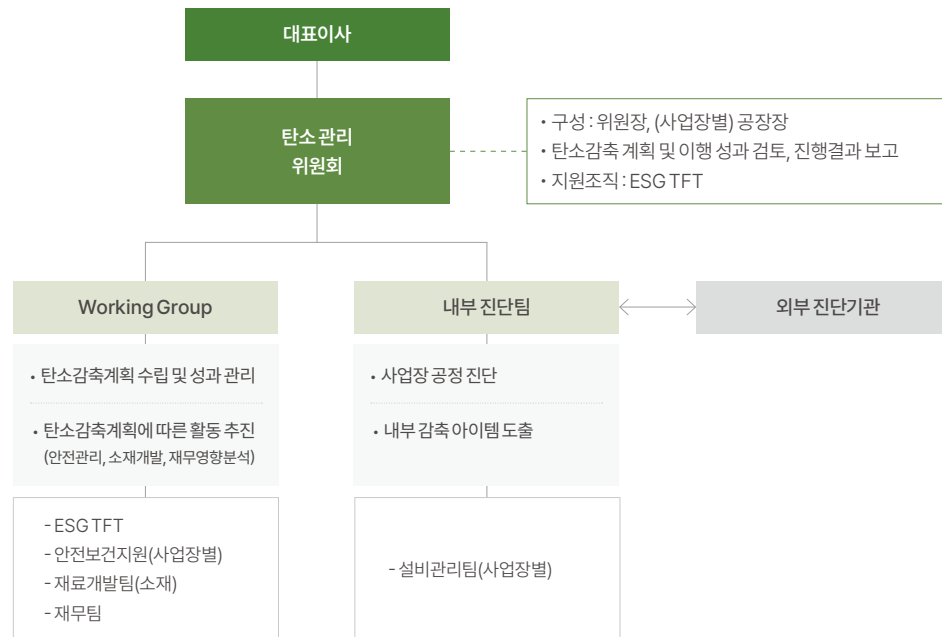 대표이사
탄소 관리
위원회
• 구성 : 위원장, (사업장별) 공장장
• 탄소감축 계획 및 이행 성과 검토, 진행결과 보고
• 지원조직 : ESG TFT
Working Group
내부 진단팀
외부 진단기관
• 탄소감축계획 수립 및 성과 관리
• 탄소감축계획에 따른 활동 추진
(안전관리, 소재개발, 재무영향분석)
• 사업장 공정 진단
• 내부 감축 아이템 도출
- ESG TFT
- 안전보건지원(사업장별)
- 재료개발팀(소재)
- 재무팀
- 설비관리팀(사업장별)